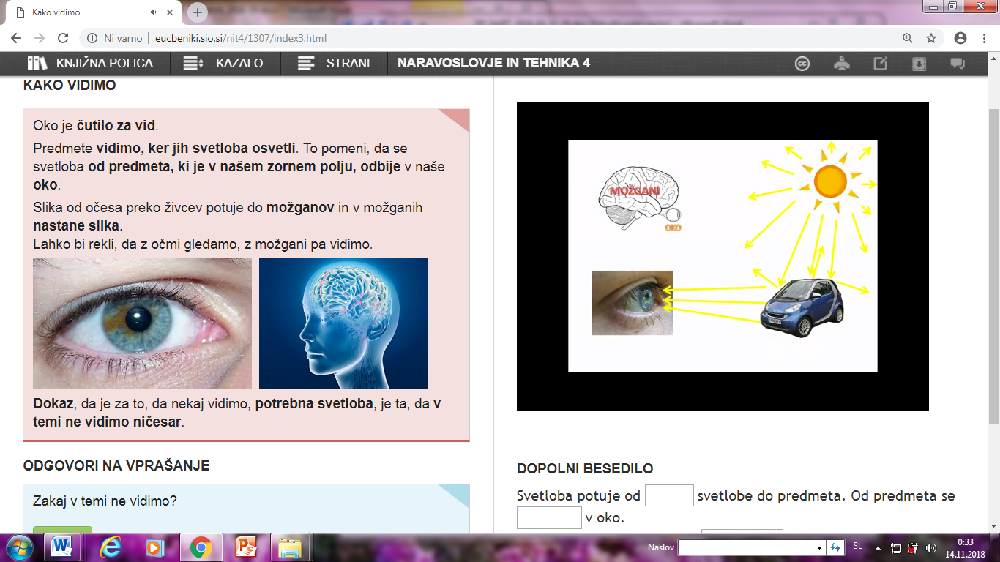 Kako vidimo
Ni varno
eucbeniki.sio.si/nit4/1307/index3.html
KNJIŽNA POLICA
KAZALO
STRANI
NARAVOSLOVJE IN TEHNIKA 4
cc
KAKO VIDIMO
Oko je čutilo za vid.
Predmete vidimo, ker jih svetloba osvetli. To pomeni, da se
svetloba od predmeta, ki je v našem zornem polju, odbije v naše
oko.
Slika od očesa preko živcev potuje do možganov in v možganih
nastane slika.
Lahko bi rekli, da z očmi gledamo, z možgani pa vidimo.
Dokaz, da je za to, da nekaj vidimo, potrebna svetloba, je ta, da v
temi ne vidimo ničesar.
ODGOVORI NA VPRAŠANJE
Zakaj v temi ne vidimo?
MOŽGANI
OKO
DOPOLNI BESEDILO
Svetloba potuje od svetlobe do predmeta. Od predmeta se
v oko.
Naslov
SL
0:33
14.11.2018